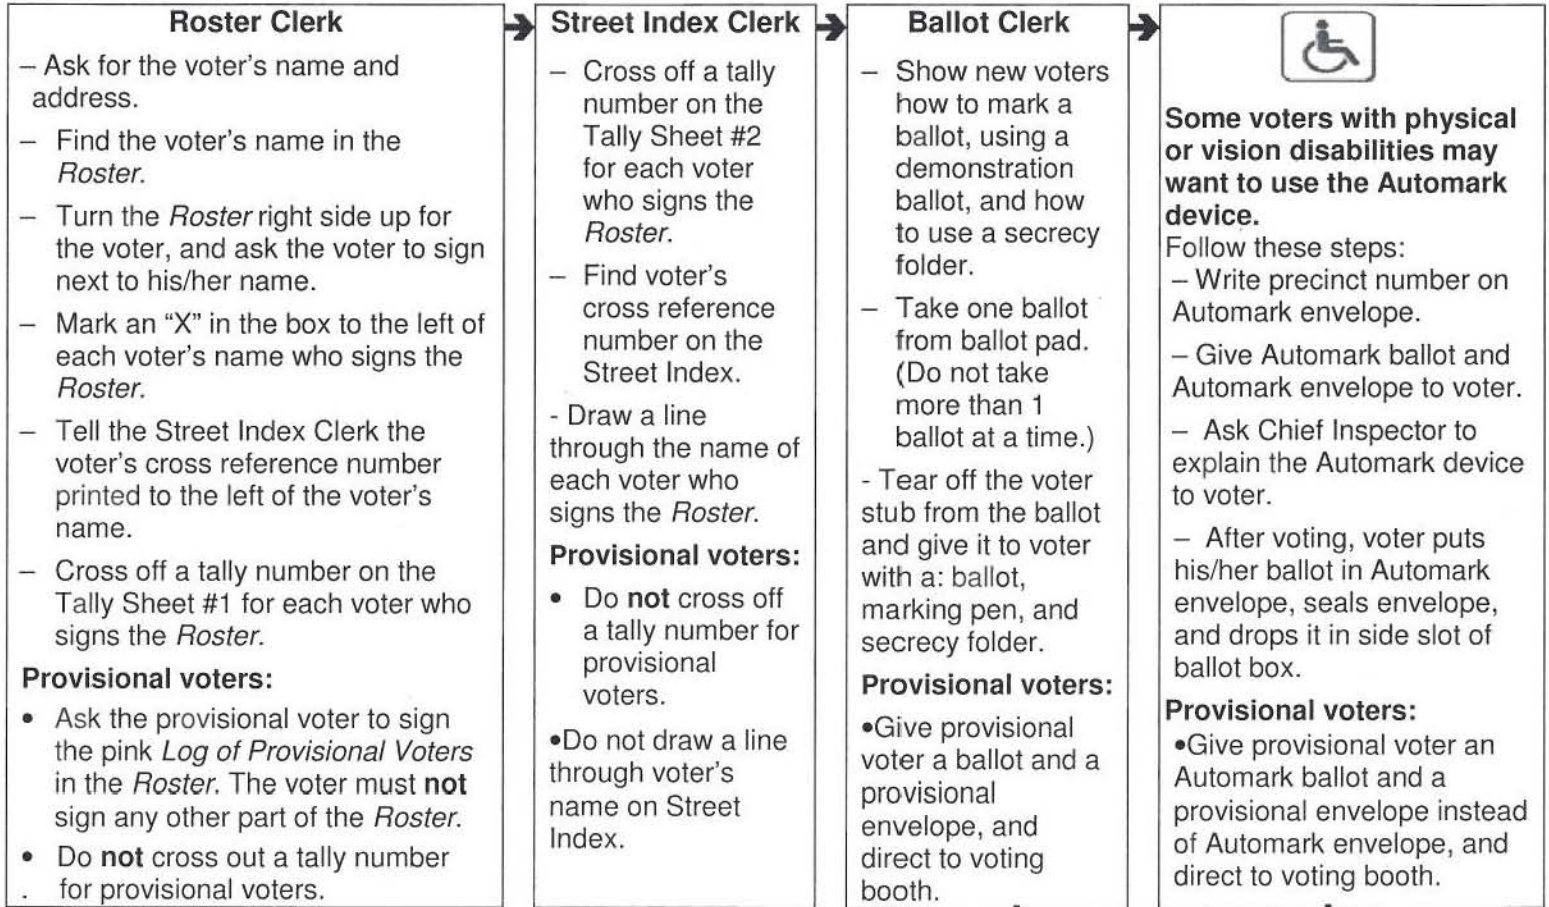 Roster Clerk
– Ask for the voter's name and
address.
– Find the voter's name in the
Roster.
– Turn the Roster right side up for
the voter, and ask the voter to sign
next to his/her name.
– Mark an “X” in the box to the left of
each voter's name who signs the
Roster.
– Tell the Street Index Clerk the
voter's cross reference number
printed to the left of the voter's
name.
– Cross off a tally number on the
Tally Sheet #1 for each voter who
signs the Roster.
Provisional voters:
• Ask the provisional voter to sign
the pink Log of Provisional Voters
in the Roster. The voter must not
sign any other part of the Roster.
• Do not cross out a tally number
for provisional voters.
Street Index Clerk
– Cross off a tally
number on the
Tally Sheet #2
for each voter
who signs the
Roster.
– Find voter's
cross reference
number on the
Street Index.
- Draw a line
through the name of
each voter who
signs the Roster.
Provisional voters:
• Do not cross off
a tally number for
provisional
voters.
•Do not draw a line
through voter's
name on Street
Index.
Ballot Clerk
– Show new voters
how to mark a
ballot, using a
demonstration
ballot, and how
to use a secrecy
folder.
– Take one ballot
from ballot pad.
(Do not take
more than 1
ballot at a time.)
- Tear off the voter
stub from the ballot
and give it to voter
with a: ballot,
marking pen, and
secrecy folder.
Provisional voters:
•Give provisional
voter a ballot and a
provisional
envelope, and
direct to voting
booth.
Some voters with physical
or vision disabilities may
want to use the Automark
device.
Follow these steps:
– Write precinct number on
Automark envelope.
– Give Automark ballot and
Automark envelope to voter.
– Ask Chief Inspector to
explain the Automark device
to voter.
– After voting, voter puts
his/her ballot in Automark
envelope, seals envelope,
and drops it in side slot of
ballot box.
Provisional voters:
•Give provisional voter an
Automark ballot and a
provisional envelope instead
of Automark envelope, and
direct to voting booth.